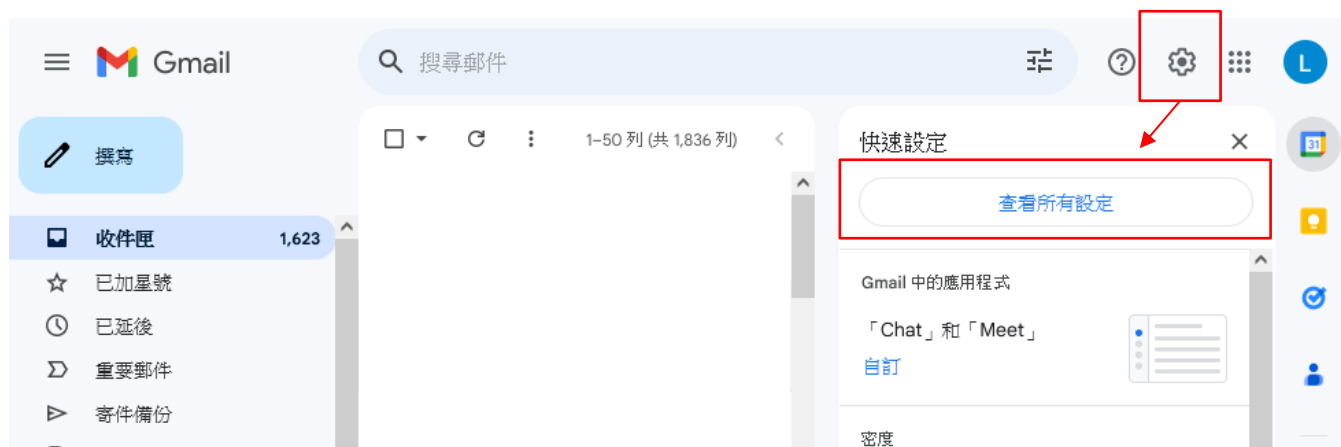 Gmail
搜尋郵件
L
撰寫
1–50 列 (共 1,836 列)
快速設定
31
查看所有設定
收件匣 1,623
已加星號
已延後
重要郵件
寄件備份
Gmail 中的應用程式
「Chat」和「Meet」
自訂
密度